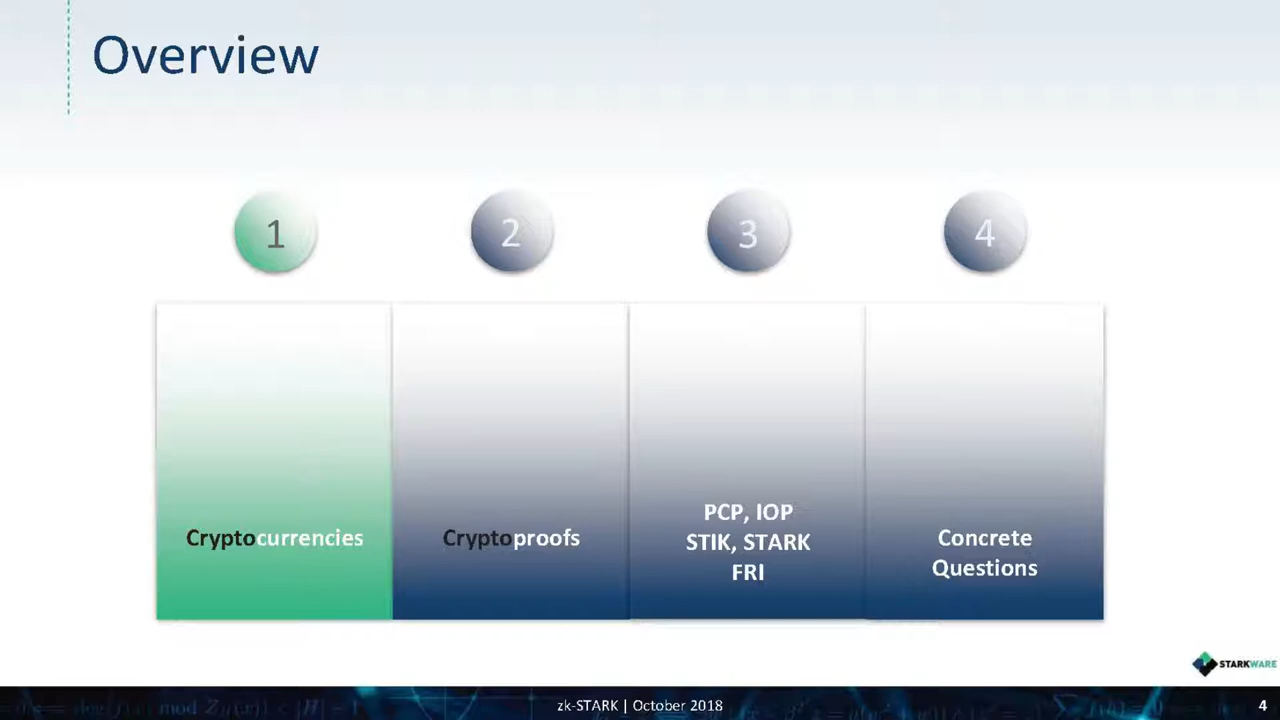 Overview
1
2
3
4
Cryptocurrencies
Cryptoproofs
PCP, IOP
STIK, STARK
FRI
Concrete
Questions
STARKWARE
zk-STARK | October 2018
4